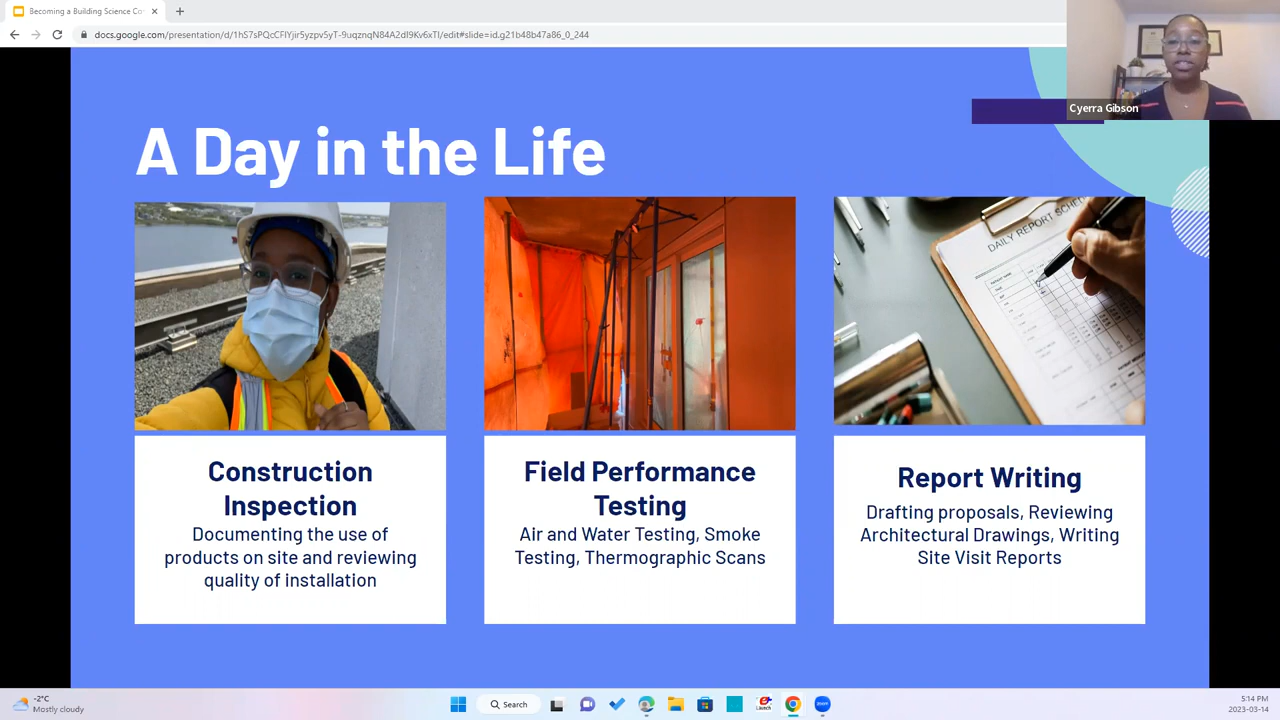 Becoming a Building Science Co
docs.google.com/presentation/d/1hS7sPQcCFlYjir5yzpv5yT-9uqznqN84A2dI9Kv6xTI/edit#slide=id.g21b48b47a86_0_244
Cyerra Gibson
A Day in the Life
DAILY REPORT SCHE
Construction
Inspection
Documenting the use of
products on site and reviewing
quality of installation
Field Performance
Testing
Air and Water Testing, Smoke
Testing, Thermographic Scans
Report Writing
Drafting proposals, Reviewing
Architectural Drawings, Writing
Site Visit Reports
-2°C
Mostly cloudy
Search
5:14 PM
2023-03-14